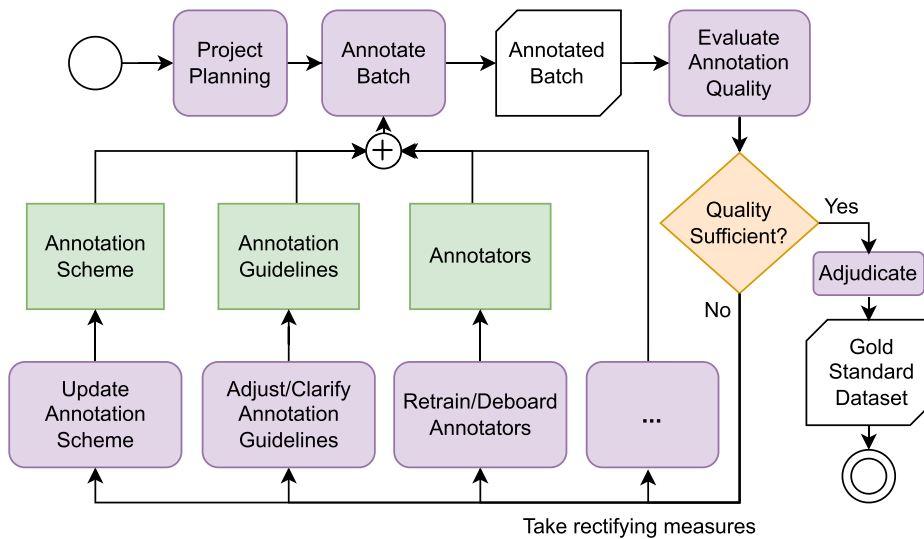 Project
Planning
Annotate
Batch
Annotated
Batch
Evaluate
Annotation
Quality
+
Annotation
Scheme
Annotation
Guidelines
Annotators
Quality
Sufficient?
Yes
No
Adjudicate
Gold
Standard
Dataset
Update
Annotation
Scheme
Adjust/Clarify
Annotation
Guidelines
Retrain/Deboard
Annotators
...
Take rectifying measures